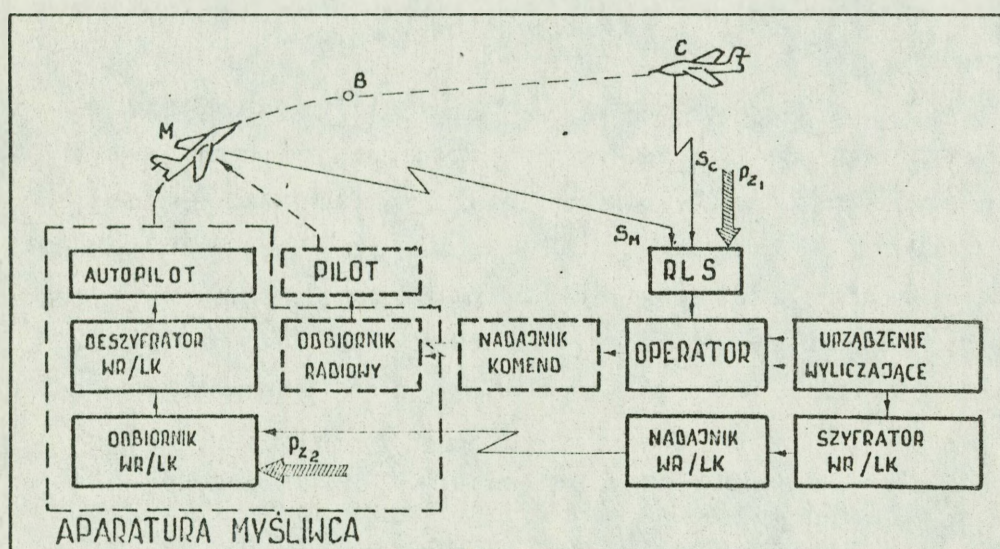 C
B
M
S_C
P_Z1
S_M
AUTOPILOT
PILOT
RLS
DESZYFRATOR
WR/LK
ODBIORNIK
RADIOWY
NADAJNIK
KOMEND
OPERATOR
URZĄDZENIE
WYLICZAJĄCE
ODBIORNIK
WR/LK
P_Z2
NADAJNIK
WR/LK
SZYFRATOR
WR/LK
APARATURA MYŚLIWCA